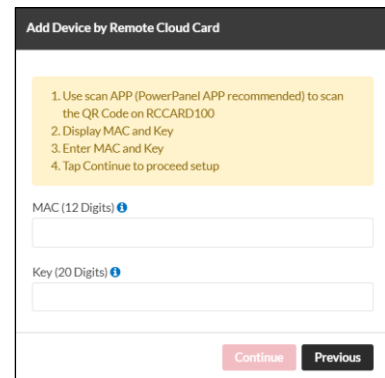 Add Device by Remote Cloud Card
1. Use scan APP (PowerPanel APP recommended) to scan
the QR Code on RCCARD100
2. Display MAC and Key
3. Enter MAC and Key
4. Tap Continue to proceed setup
MAC (12 Digits)
Key (20 Digits)
Continue Previous